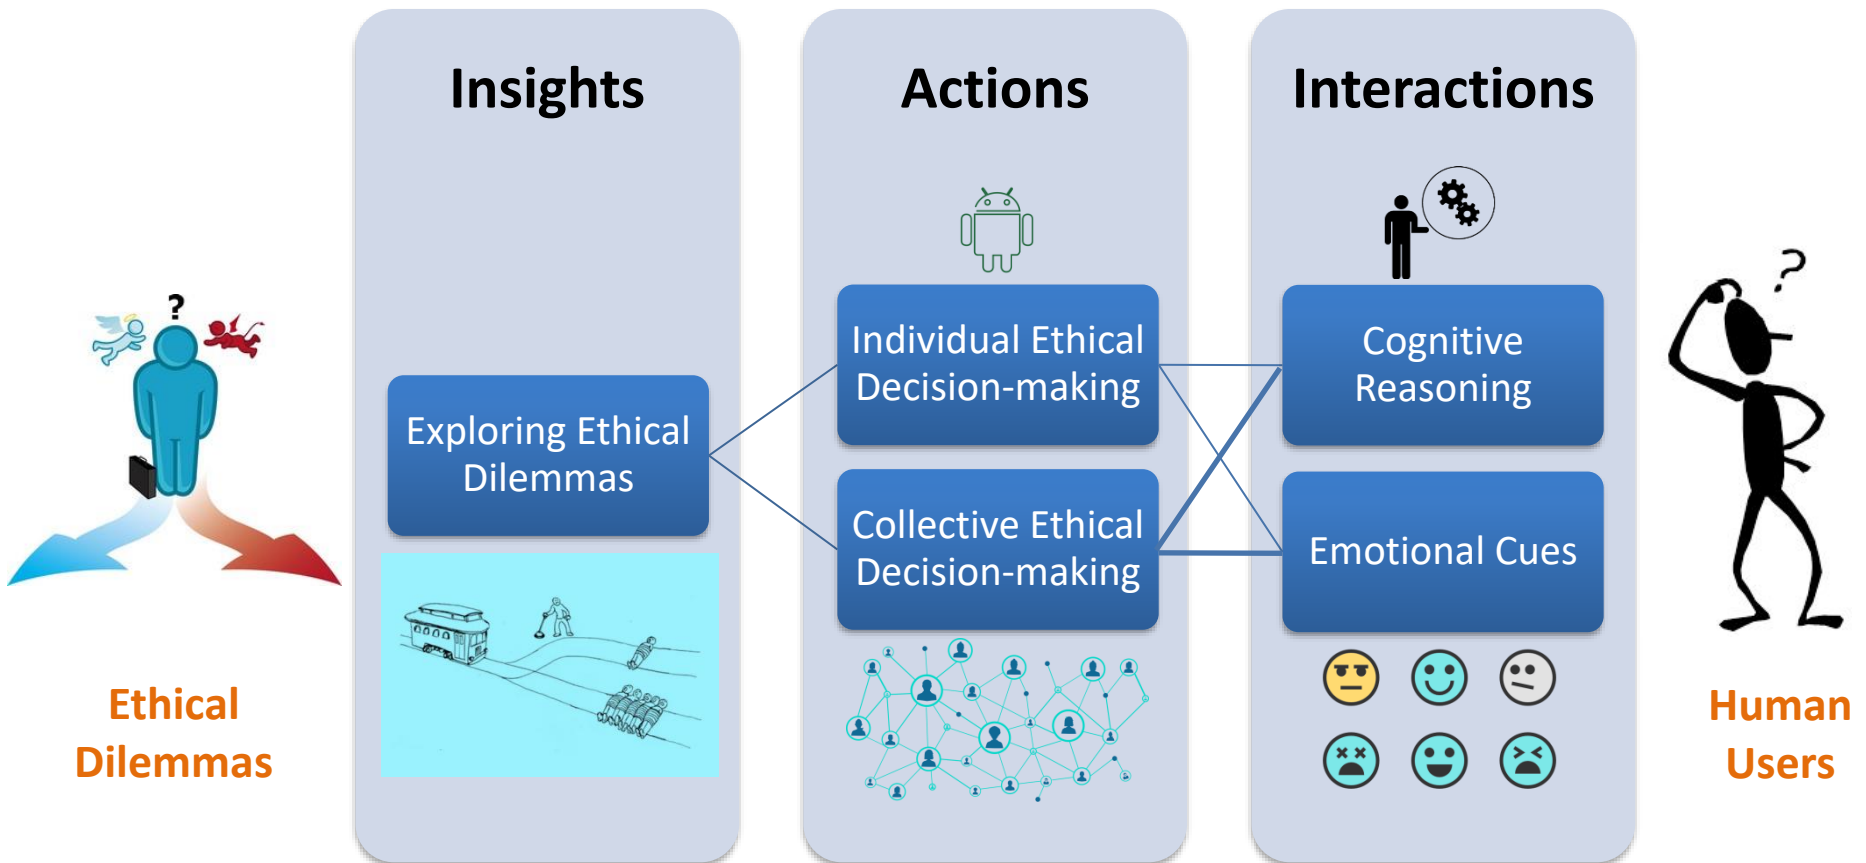 Insights
Actions
Interactions
?
?
Exploring Ethical
Dilemmas
Individual Ethical
Decision-making
Collective Ethical
Decision-making
Cognitive
Reasoning
Emotional Cues
Ethical
Dilemmas
Human
Users